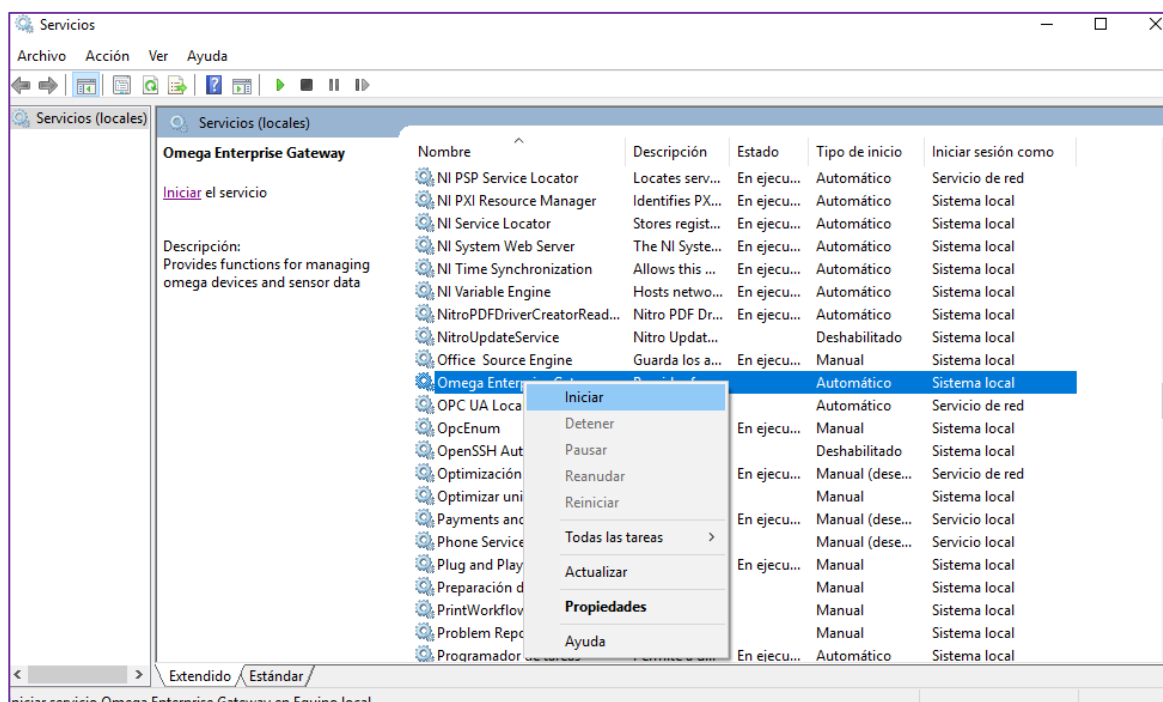 Servicios
Archivo Acción Ver Ayuda
Servicios (locales)
Servicios (locales)
Omega Enterprise Gateway
Iniciar el servicio
Descripción:
Provides functions for managing
omega devices and sensor data
Nombre Descripción Estado Tipo de inicio Iniciar sesión como
NI PSP Service Locator Locates serv... En ejecu... Automático Servicio de red
NI PXI Resource Manager Identifies PX... En ejecu... Automático Sistema local
NI Service Locator Stores regist... En ejecu... Automático Sistema local
NI System Web Server The NI Syste... En ejecu... Automático Sistema local
NI Time Synchronization Allows this ... En ejecu... Automático Sistema local
NI Variable Engine Hosts netwo... En ejecu... Automático Sistema local
NitroPDFDriverCreatorRead... Nitro PDF Dr... En ejecu... Automático Sistema local
NitroUpdateService Nitro Updat... Deshabilitado Sistema local
Office Source Engine Guarda los a... En ejecu... Manual Sistema local
Omega Automático Sistema local
OPC UA Loca Automático Servicio de red
OpcEnum En ejecu... Manual Sistema local
OpenSSH Aut Deshabilitado Sistema local
Optimización En ejecu... Manual (dese... Servicio de red
Optimizar uni Manual Sistema local
Payments and En ejecu... Manual (dese... Servicio local
Phone Service Manual (dese... Servicio local
Plug and Play En ejecu... Manual Sistema local
Preparación d Manual Sistema local
PrintWorkflow Manual Sistema local
Problem Repo Manual Sistema local
Programador En ejecu... Automático Sistema local
Iniciar
Detener
Pausar
Reanudar
Reiniciar
Todas las tareas
Actualizar
Propiedades
Ayuda
Extendido Estándar
servicio Omega Enterprise Gateway en Equipo local